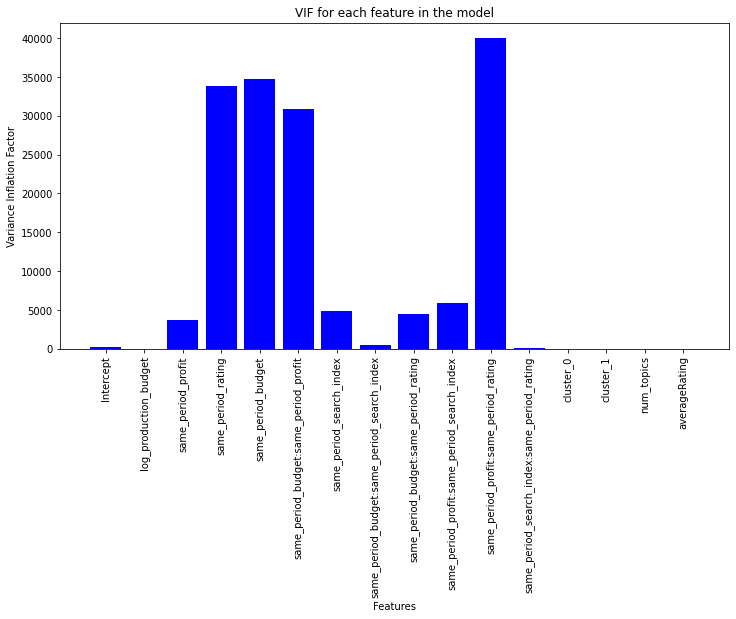 VIF for each feature in the model
Variance Inflation Factor
40000
35000
30000
25000
20000
15000
10000
5000
0
Intercept
log_production_budget
same_period_profit
same_period_rating
same_period_budget
same_period_budget:same_period_profit
same_period_search_index
same_period_budget:same_period_search_index
same_period_budget:same_period_rating
same_period_profit:same_period_search_index
same_period_profit:same_period_rating
same_period_search_index:same_period_rating
cluster_0
cluster_1
num_topics
averageRating
Features